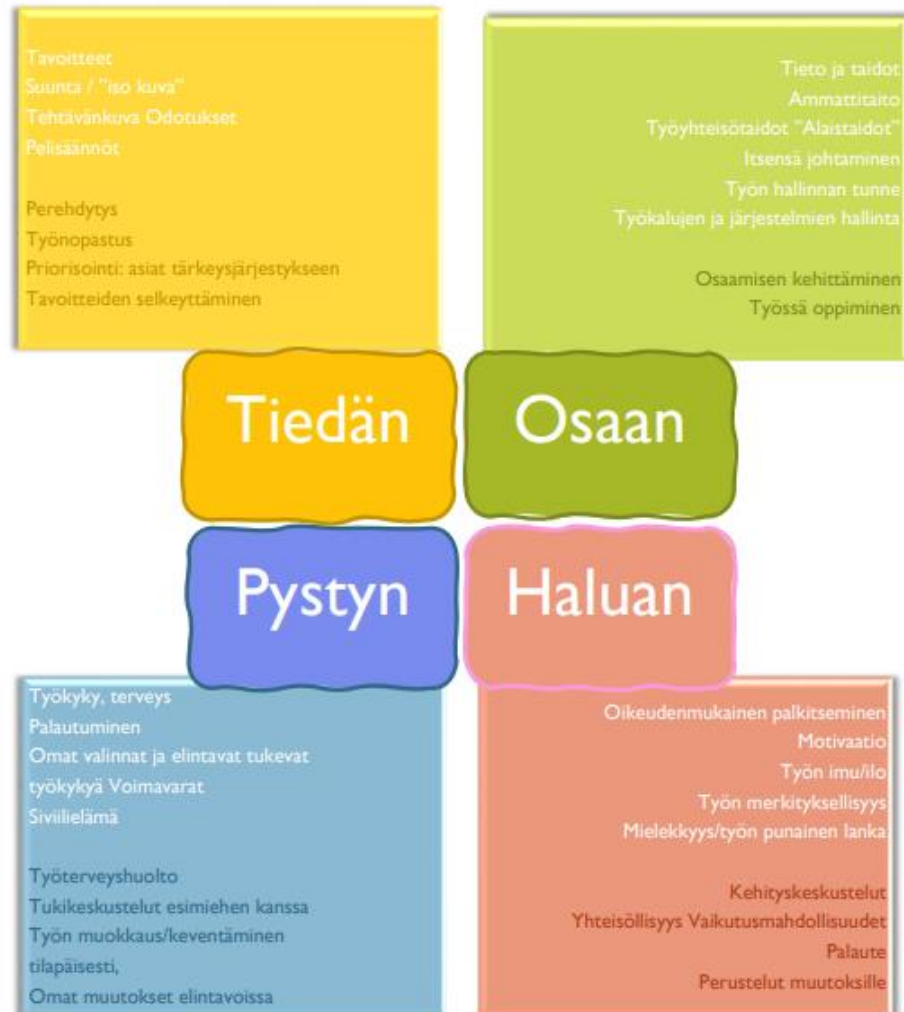 Tavoitteet
Suunta / "iso kuva"
Tehtävänkuva Odotukset
Pelisäännöt
Perehdytys
Työnopastus
Priorisointi: asiat tärkeysjärjestykseen
Tavoitteiden selkeyttäminen
Tieto ja taidot
Ammattitaito
Työyhteisötaidot "Alaistaidot"
Itsensä johtaminen
Työn hallinnan tunne
Työkalujen ja järjestelmien hallinta
Osaamisen kehittäminen
Työssä oppiminen
Tiedän
Osaan
Pystyn
Haluan
Työkyky, terveys
Palautuminen
Omat valinnat ja elintavat tukevat
työkykyä Voimavarat
Siviilielämä
Työterveyshuolto
Tukikeskustelut esimiehen kanssa
Työn muokkaus/keventäminen
tilapäisesti,
Omat muutokset elintavoissa
Oikeudenmukainen palkitseminen
Motivaatio
Työn imu/ilo
Työn merkityksellisyys
Mielekkyys/työn punainen lanka
Kehityskeskustelut
Yhteisöllisyys Vaikutusmahdollisuudet
Palaute
Perustelut muutoksille